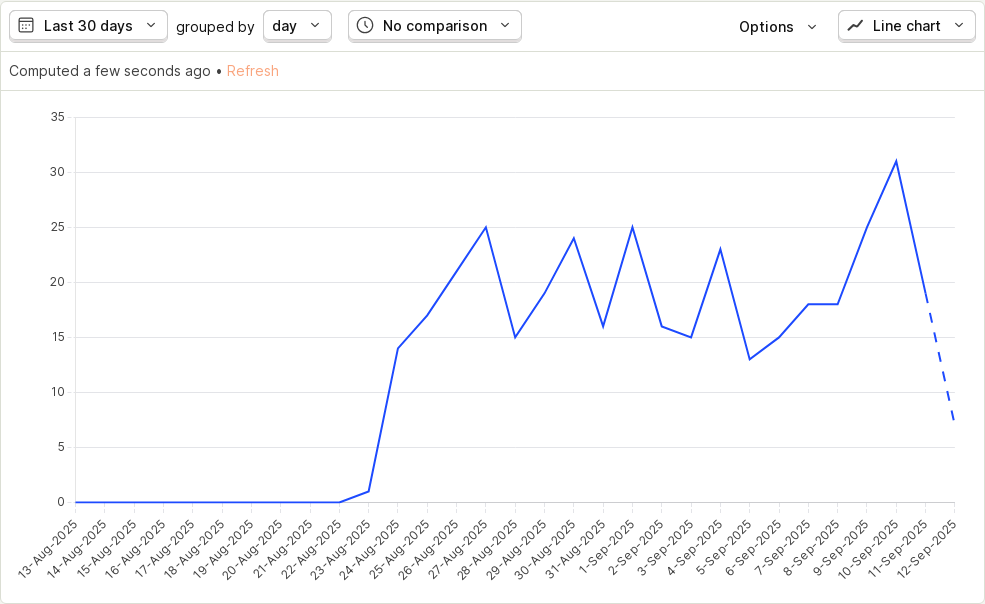 Last 30 days grouped by day No comparison Options Line chart
Computed a few seconds ago • Refresh
35
30
25
20
15
10
5
0
13-Aug-2025
14-Aug-2025
15-Aug-2025
16-Aug-2025
17-Aug-2025
18-Aug-2025
19-Aug-2025
20-Aug-2025
21-Aug-2025
22-Aug-2025
23-Aug-2025
24-Aug-2025
25-Aug-2025
26-Aug-2025
27-Aug-2025
28-Aug-2025
29-Aug-2025
30-Aug-2025
31-Aug-2025
1-Sep-2025
2-Sep-2025
3-Sep-2025
4-Sep-2025
5-Sep-2025
6-Sep-2025
7-Sep-2025
8-Sep-2025
9-Sep-2025
10-Sep-2025
11-Sep-2025
12-Sep-2025